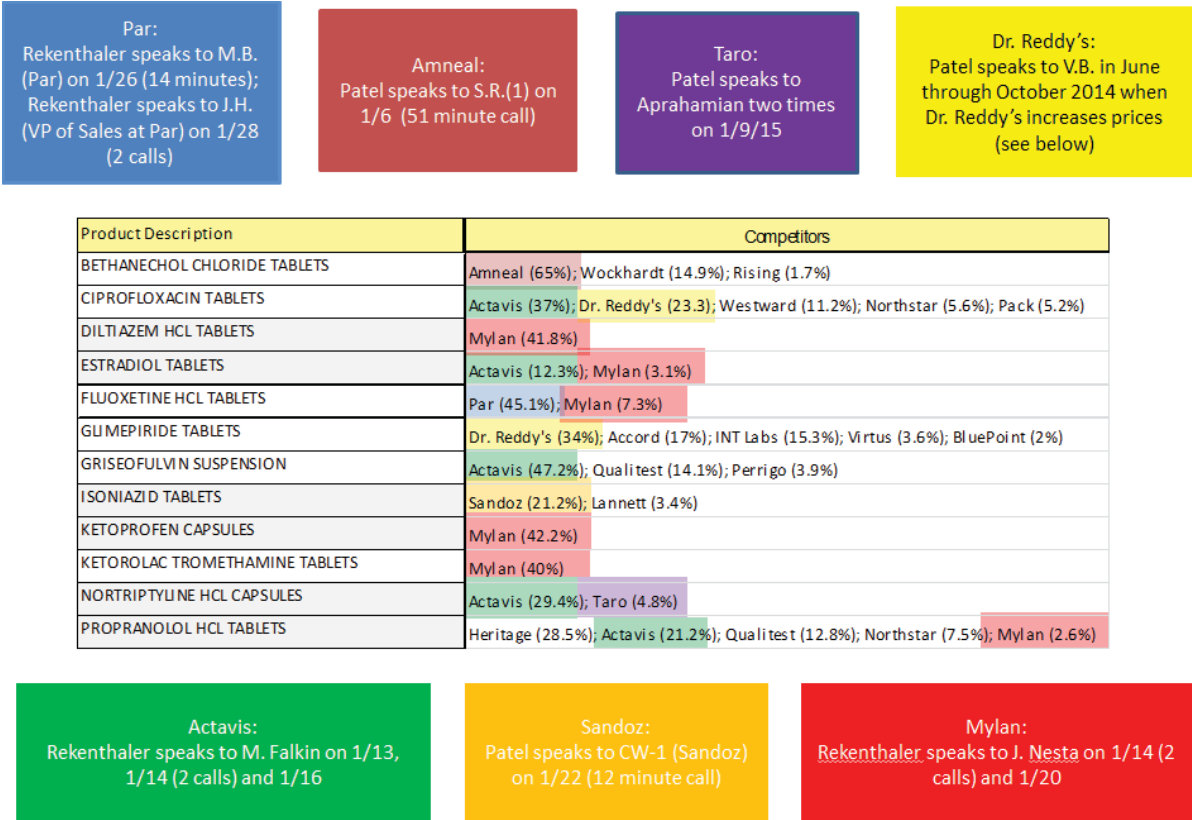 Par:
Rekenthaler speaks to M.B.
(Par) on 1/26 (14 minutes);
Rekenthaler speaks to J.H.
(VP of Sales at Par) on 1/28
(2 calls)
Amneal:
Patel speaks to S.R.(1) on
1/6 (51 minute call)
Taro:
Patel speaks to
Aprahamian two times
on 1/9/15
Dr. Reddy's:
Patel speaks to V.B. in June
through October 2014 when
Dr. Reddy's increases prices
(see below)
Product Description Competitors
BETHANECHOL CHLORIDE TABLETS Amneal (65%); Wockhardt (14.9%); Rising (1.7%)
CIPROFLOXACIN TABLETS Actavis (37%); Dr. Reddy's (23.3); Westward (11.2%); Northstar (5.6%); Pack (5.2%)
DILTIAZEM HCL TABLETS Mylan (41.8%)
ESTRADIOL TABLETS Actavis (12.3%); Mylan (3.1%)
FLUOXETINE HCL TABLETS Par (45.1%); Mylan (7.3%)
GLIMEPIRIDE TABLETS Dr. Reddy's (34%); Accord (17%); INT Labs (15.3%); Virtus (3.6%); BluePoint (2%)
GRISEOFULVIN SUSPENSION Actavis (47.2%); Qualitest (14.1%); Perrigo (3.9%)
ISONIAZID TABLETS Sandoz (21.2%); Lannett (3.4%)
KETOPROFEN CAPSULES Mylan (42.2%)
KETOROLAC TROMETHAMINE TABLETS Mylan (40%)
NORTRIPTYLINE HCL CAPSULES Actavis (29.4%); Taro (4.8%)
PROPRANOLOL HCL TABLETS Heritage (28.5%); Actavis (21.2%); Qualitest (12.8%); Northstar (7.5%); Mylan (2.6%)
Actavis:
Rekenthaler speaks to M. Falkin on 1/13,
1/14 (2 calls) and 1/16
Sandoz:
Patel speaks to CW-1 (Sandoz)
on 1/22 (12 minute call)
Mylan:
Rekenthaler speaks to J. Nesta on 1/14 (2
calls) and 1/20